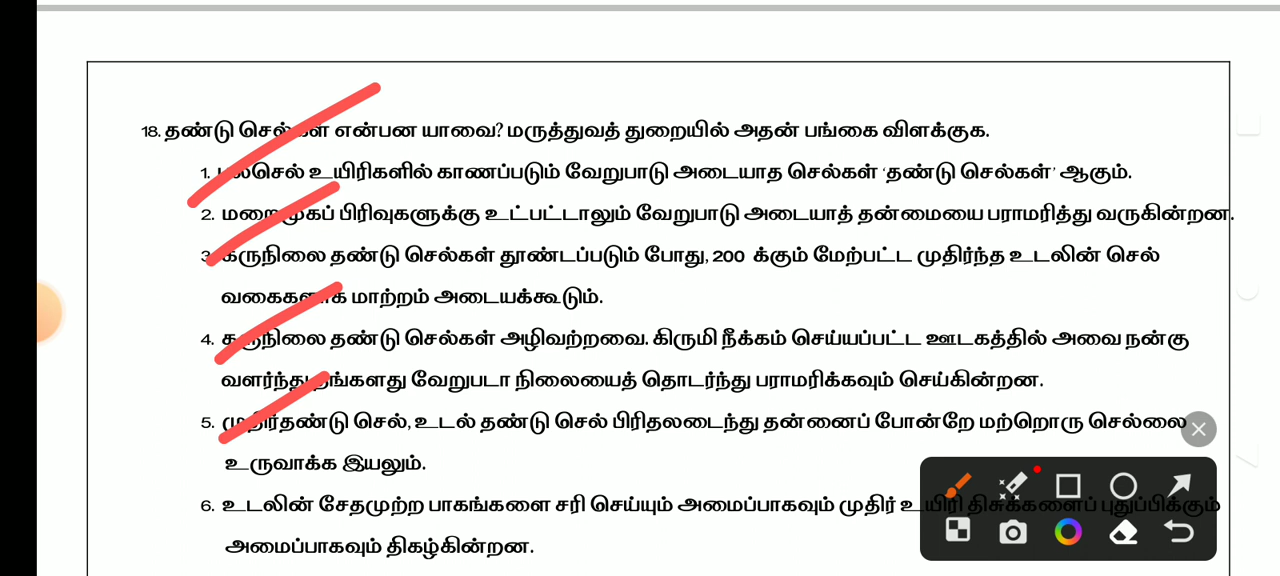 18. தண்டு செல்கள் என்பன யாவை? மருத்துவத் துறையில் அதன் பங்கை விளக்குக.
1. பலசெல் உயிரிகளில் காணப்படும் வேறுபாடு அடையாத செல்கள் ‘தண்டு செல்கள்’ ஆகும்.
2. மறைமுகப் பிரிவுகளுக்கு உட்பட்டாலும் வேறுபாடு அடையாத் தன்மையை பராமரித்து வருகின்றன.
3. கருநிலை தண்டு செல்கள் தூண்டப்படும் போது, 200 க்கும் மேற்பட்ட முதிர்ந்த உடலின் செல்
வகைகளாக மாற்றம் அடையக்கூடும்.
4. கருநிலை தண்டு செல்கள் அழிவற்றவை. கிருமி நீக்கம் செய்யப்பட்ட ஊடகத்தில் அவை நன்கு
வளர்ந்து தங்களது வேறுபடா நிலையைத் தொடர்ந்து பராமரிக்கவும் செய்கின்றன.
5. முதிர்தண்டு செல், உடல் தண்டு செல் பிரிதலடைந்து தன்னைப் போன்றே மற்றொரு செல்லை
உருவாக்க இயலும்.
6. உடலின் சேதமுற்ற பாகங்களை சரி செய்யும் அமைப்பாகவும் முதிர் உயிரி திசுக்களைப் புதுப்பிக்கும்
அமைப்பாகவும் திகழ்கின்றன.